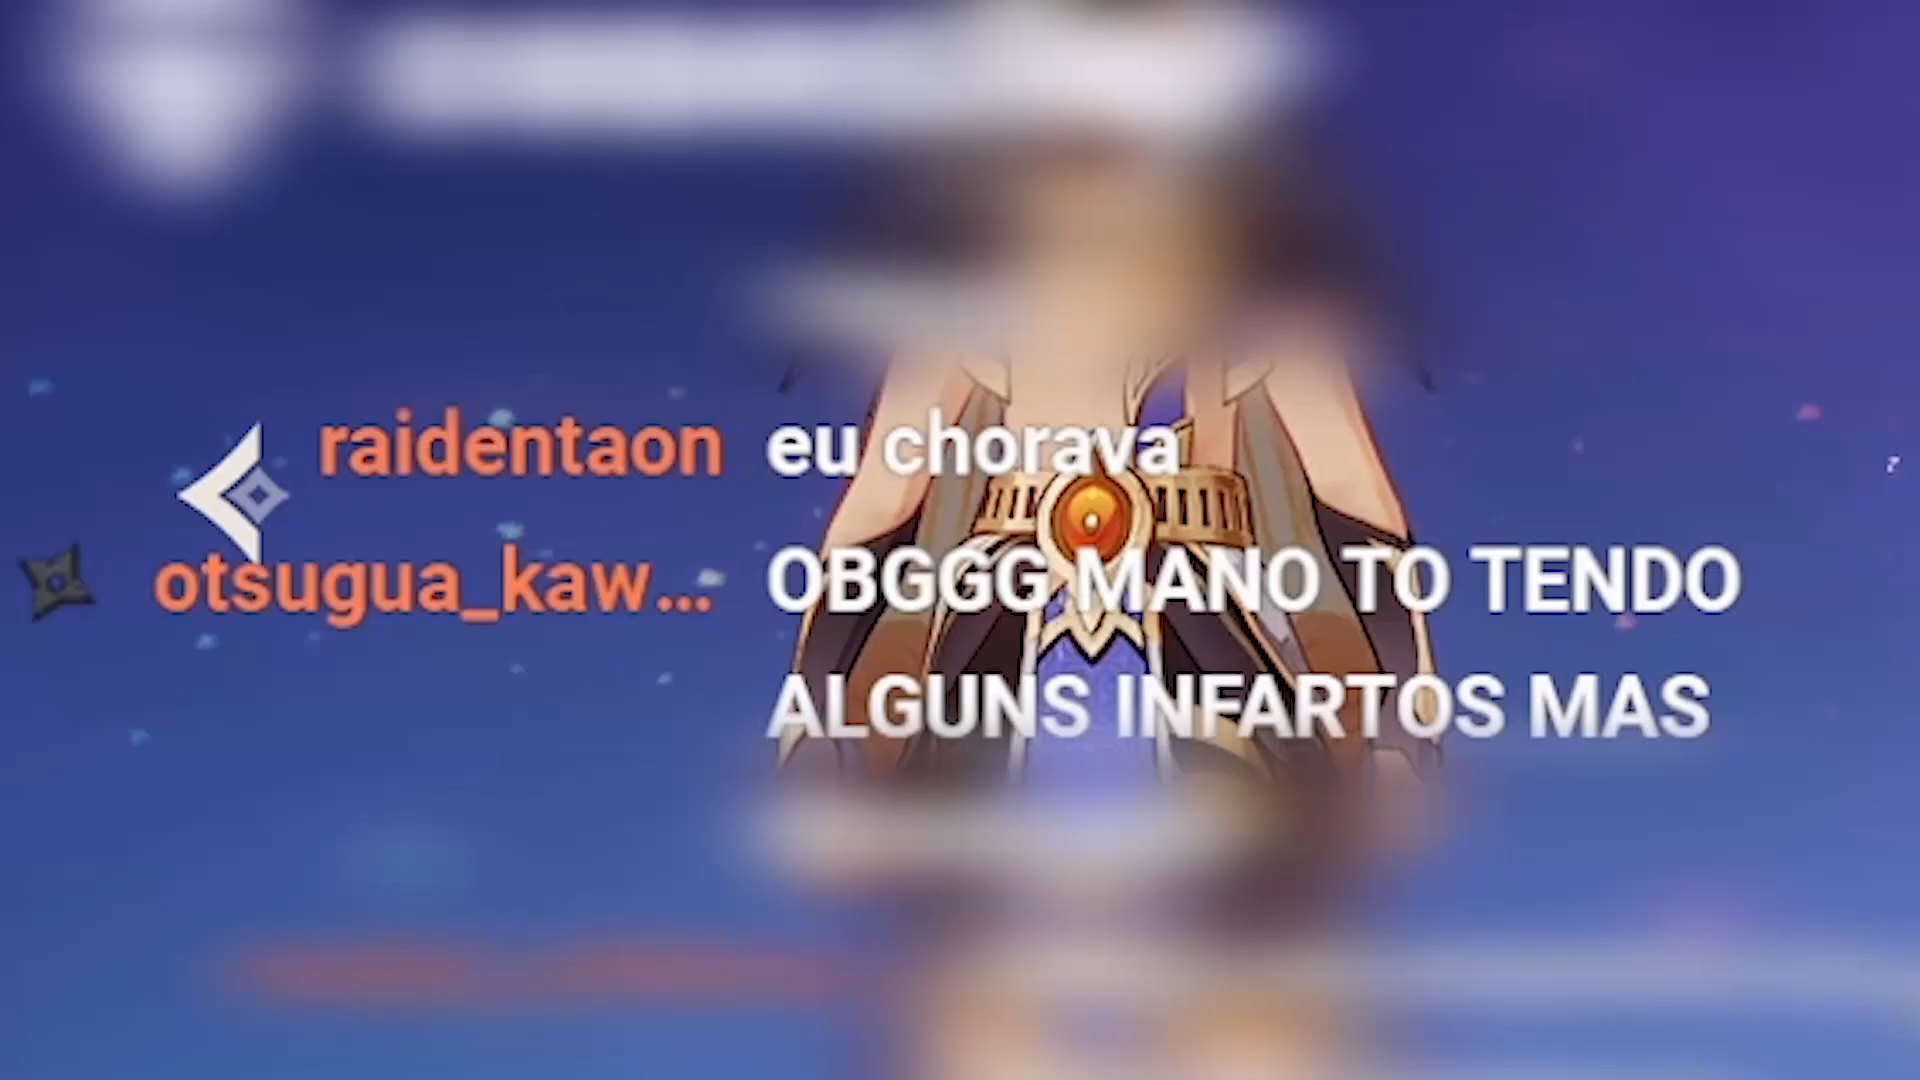 raidentaon eu chorava
otsugua_kaw... OBGGG MANO TO TENDO
ALGUNS INFARTOS MAS